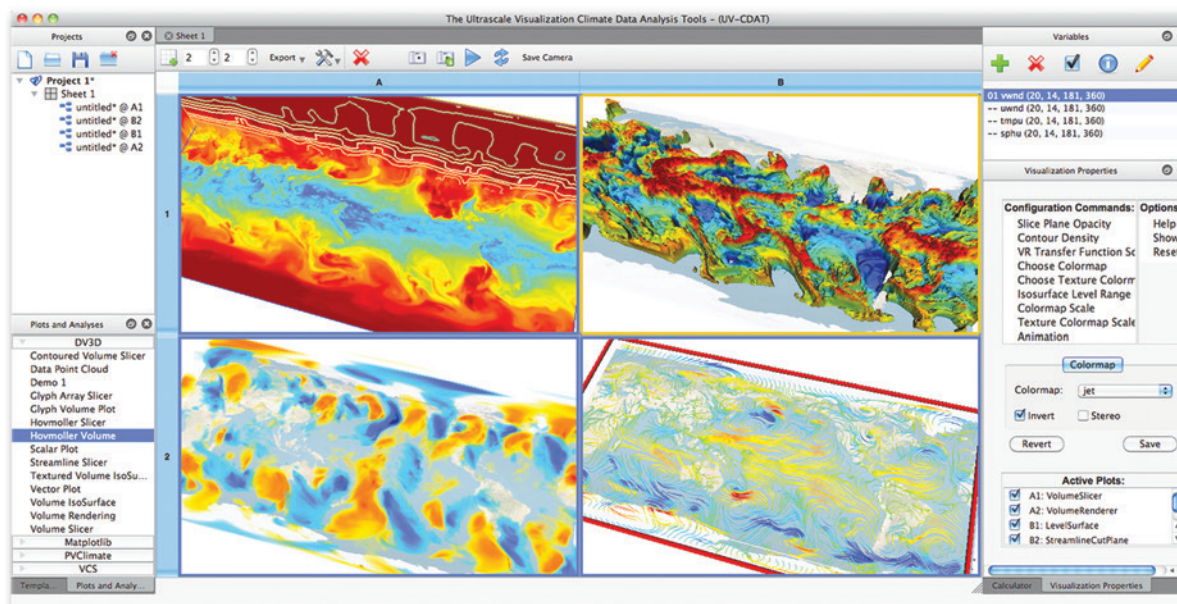 The Ultrascale Visualization Climate Data Analysis Tools - (UV-CDAT)
Projects
Project 1*
Sheet 1
untitled* @ A1
untitled* @ B2
untitled* @ B1
untitled* @ A2
Plots and Analyses
DV3D
Contoured Volume Slicer
Data Point Cloud
Demo 1
Glyph Array Slicer
Glyph Volume Plot
Hovmoller Slicer
Hovmoller Volume
Scalar Plot
Streamline Slicer
Textured Volume IsoSu...
Vector Plot
Volume IsoSurface
Volume Rendering
Volume Slicer
Matplotlib
PVClimate
VCS
Templa... Plots and Analy...
Sheet 1
2 2 Export Save Camera
A B
1
2
Variables
01 vwnd (20, 14, 181, 360)
-- uwnd (20, 14, 181, 360)
-- tmpu (20, 14, 181, 360)
-- sphu (20, 14, 181, 360)
Visualization Properties
Configuration Commands: Options
Slice Plane Opacity Help
Contour Density Show
VR Transfer Function Sc Reset
Choose Colormap
Choose Texture Colorm
Isosurface Level Range
Colormap Scale
Texture Colormap Scale
Animation
Colormap
Colormap: jet
Invert Stereo
Revert Save
Active Plots:
A1: VolumeSlicer
A2: VolumeRenderer
B1: LevelSurface
B2: StreamlineCutPlane
Calculator Visualization Properties